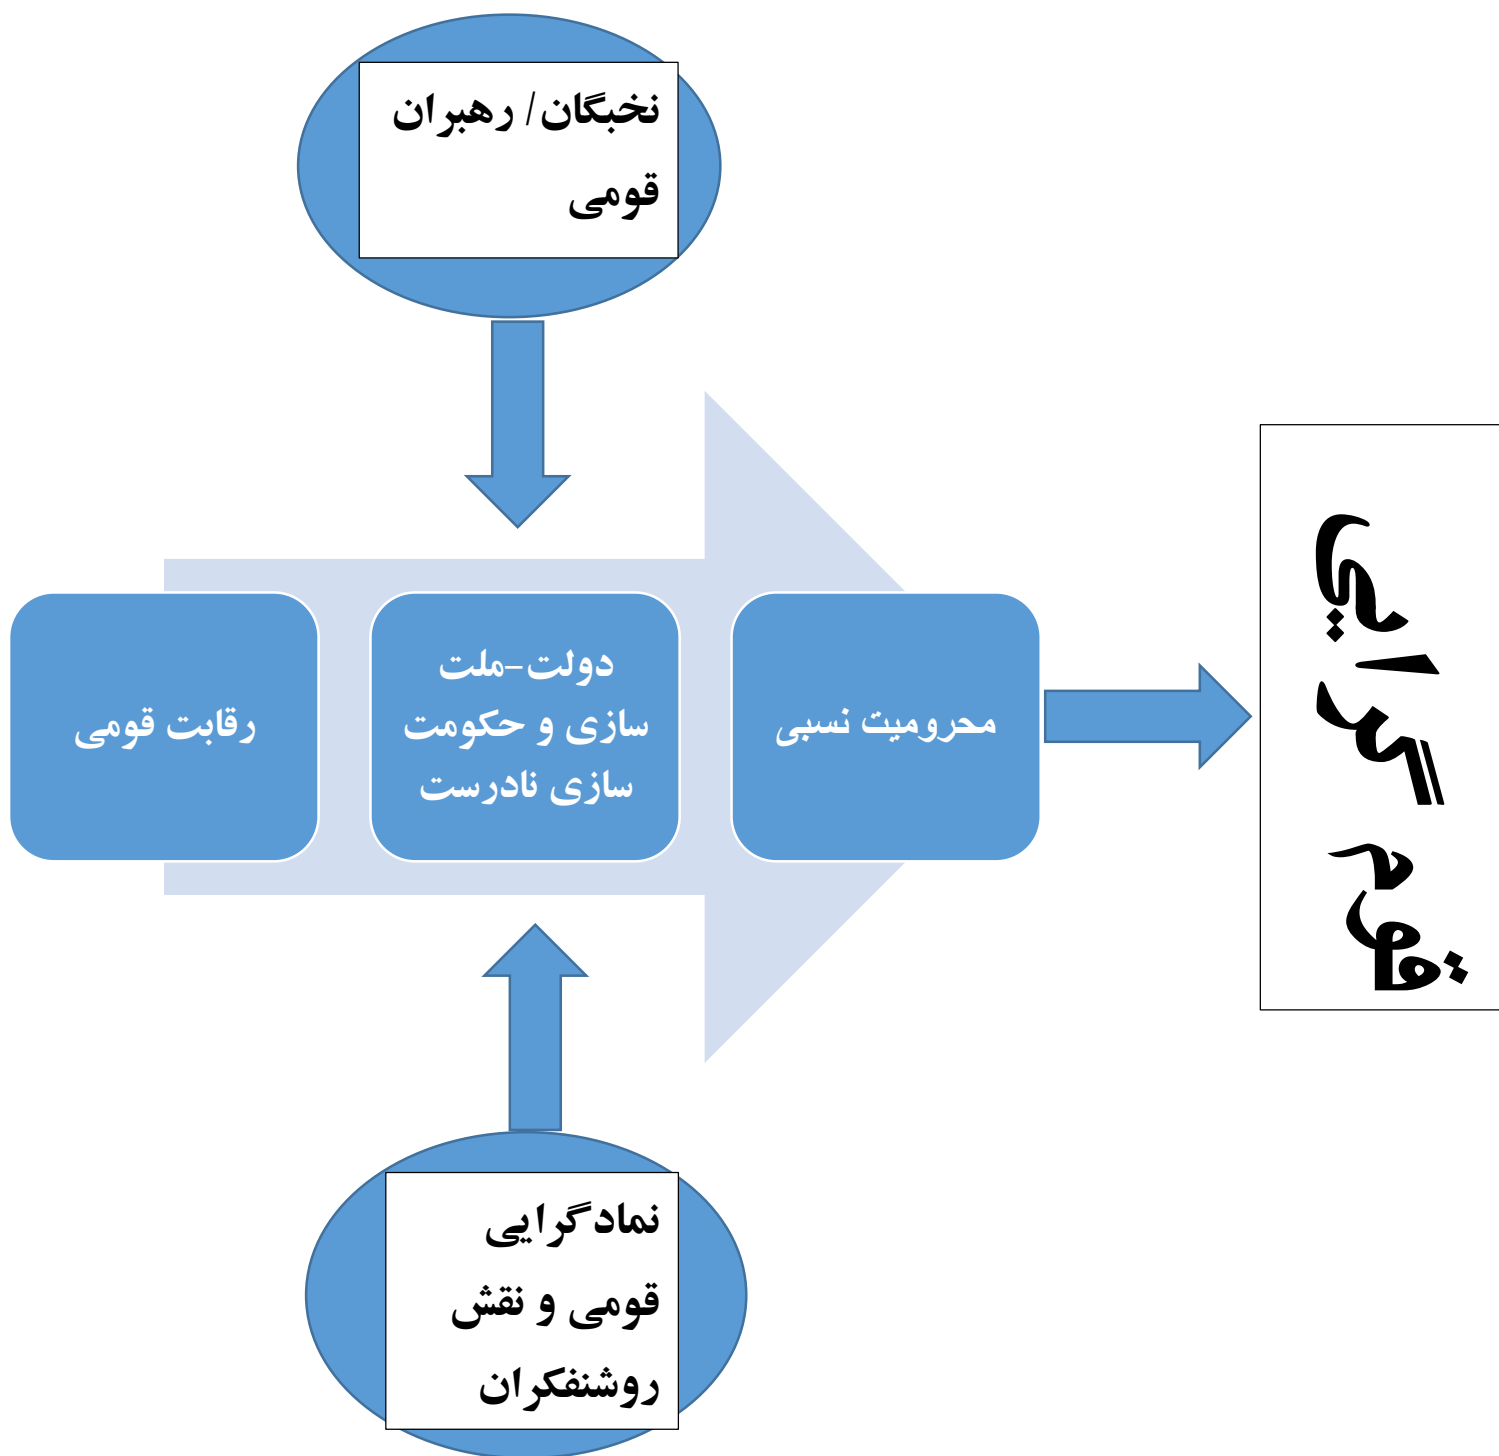 نخبگان/ رهبران
قومی
رقابت قومی
دولت-ملت
سازی و حکومت
سازی نادرست
محرومیت نسبی
قوم گرایی
نمادگرایی
قومی و نقش
روشنفکران